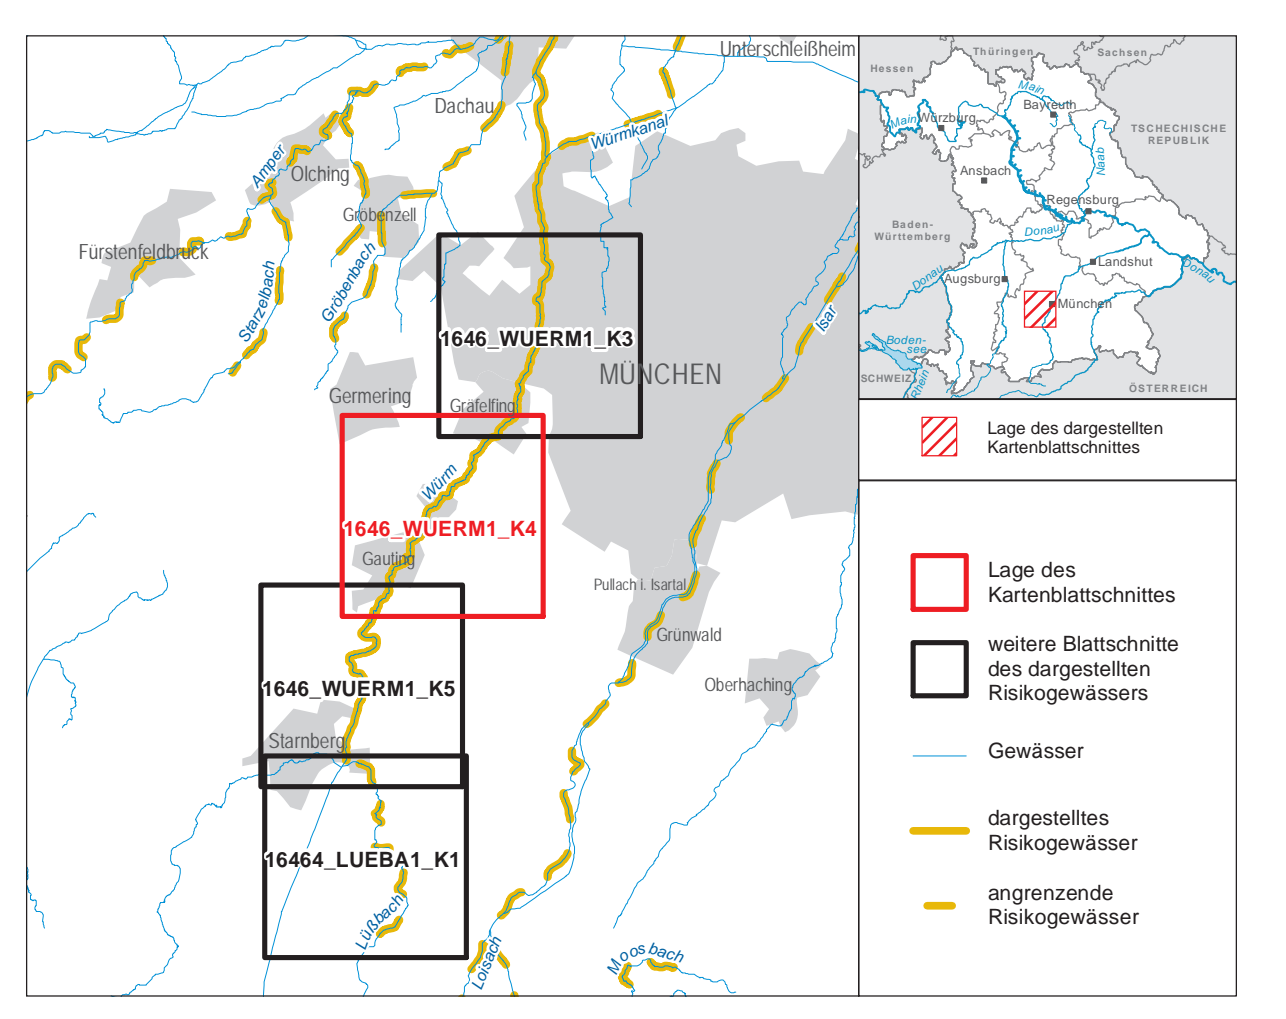 Unterschleißheim
Dachau
Würmkanal
Amper
Olching
Gröbenzell
Fürstenfeldbruck
Starzelbach
Gröbenbach
Isar
1646_WUERM1_K3
MÜNCHEN
Germering
Gräfelfing
Würm
1646_WUERM1_K4
Gauting
Pullach i. Isartal
Grünwald
Oberhaching
1646_WUERM1_K5
Starnberg
16464_LUEBA1_K1
Lüßbach
Loisach
Moosbach
Thüringen
Sachsen
Hessen
Main
Bayreuth
Main
Würzburg
TSCHECHISCHE
REPUBLIK
Naab
Ansbach
Regensburg
Baden-
Württemberg
Donau
Landshut
Donau
Augsburg
Donau
München
Boden-
see
SCHWEIZ
Rhein
ÖSTERREICH
Lage des dargestellten
Kartenblattschnittes
Lage des
Kartenblattschnittes
weitere Blattschnitte
des dargestellten
Risikogewässers
Gewässer
dargestelltes
Risikogewässer
angrenzende
Risikogewässer